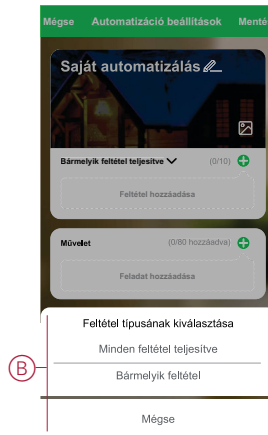 Mégse Automatizáció beállítások Menté
Saját automatizálás
Bármelyik feltétel teljesitve (0/10)
Feltétel hozzáadása
Művelet (0/80 hozzáadva)
Feladat hozzáadása
Feltétel típusának kiválasztása
Minden feltétel teljesítve
B
Bármelyik feltétel
Mégse